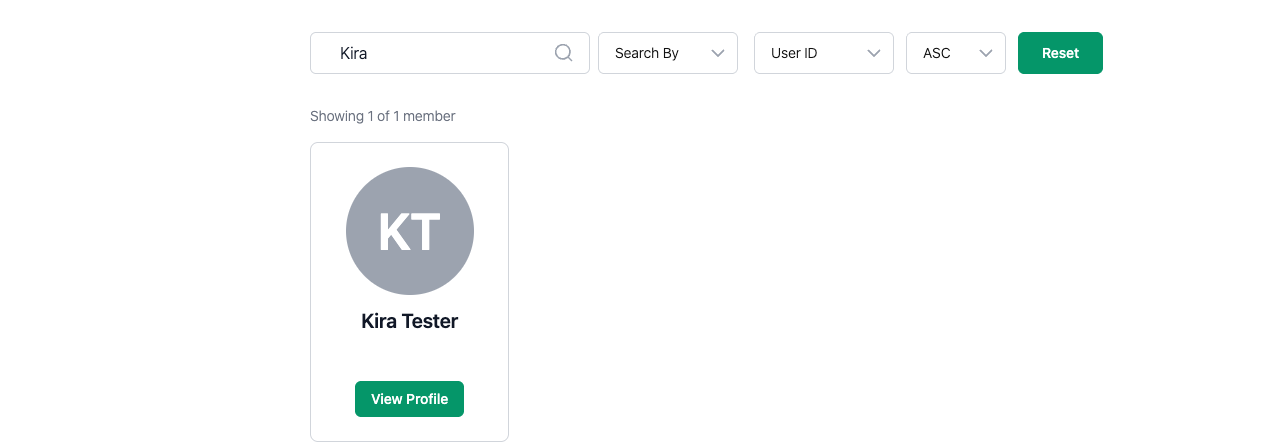 Kira
Search By
User ID
ASC
Reset
Showing 1 of 1 member
KT
Kira Tester
View Profile